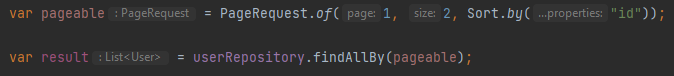 var pageable : PageRequest = PageRequest.of( page: 1, size: 2, Sort.by( ...properties: "id"));
var result : List<User> = userRepository.findAllBy(pageable);